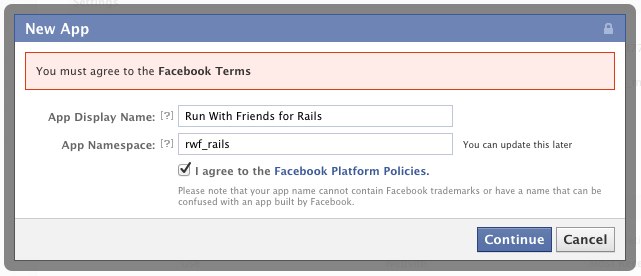 New App
You must agree to the Facebook Terms
App Display Name: [?] Run With Friends for Rails
App Namespace: [?] rwf_rails You can update this later
I agree to the Facebook Platform Policies.
Please note that your app name cannot contain Facebook trademarks or have a name that can be
confused with an app built by Facebook.
Continue Cancel